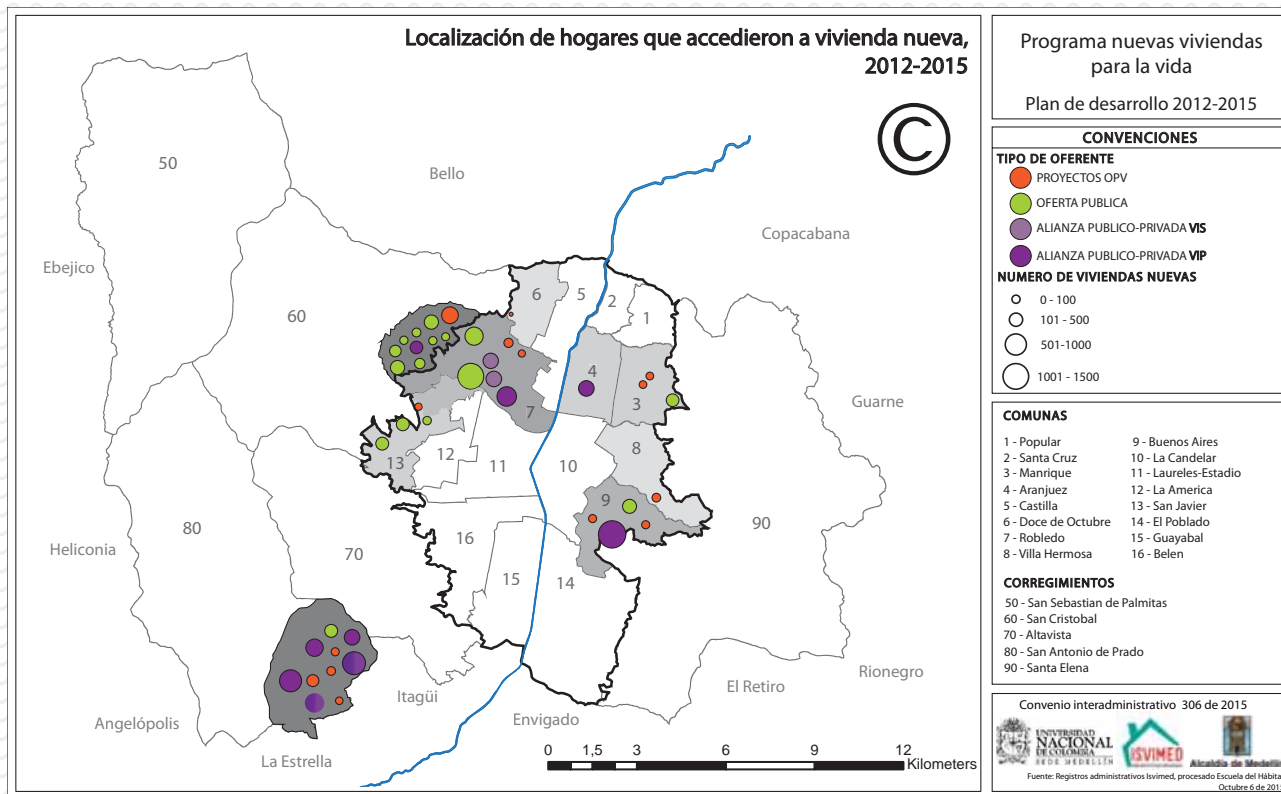 Localización de hogares que accedieron a vivienda nueva,
2012-2015
©
50
Bello
Copacabana
Ebejico
60
6
5
2
1
4
3
7
Guarne
8
13
12
11
10
9
80
90
Heliconia
70
16
15
14
Itagüi
El Retiro
Rionegro
Angelópolis
Envigado
La Estrella
0 1,5 3 6 9 12
Kilometers
Programa nuevas viviendas
para la vida
Plan de desarrollo 2012-2015
CONVENCIONES
TIPO DE OFERENTE
PROYECTOS OPV
OFERTA PUBLICA
ALIANZA PUBLICO-PRIVADA VIS
ALIANZA PUBLICO-PRIVADA VIP
NUMERO DE VIVIENDAS NUEVAS
0 - 100
101 - 500
501-1000
1001 - 1500
COMUNAS
1 - Popular
2 - Santa Cruz
3 - Manrique
4 - Aranjuez
5 - Castilla
6 - Doce de Octubre
7 - Robledo
8 - Villa Hermosa
9 - Buenos Aires
10 - La Candelar
11 - Laureles-Estadio
12 - La America
13 - San Javier
14 - El Poblado
15 - Guayabal
16 - Belen
CORREGIMIENTOS
50 - San Sebastian de Palmitas
60 - San Cristobal
70 - Altavista
80 - San Antonio de Prado
90 - Santa Elena
Convenio interadministrativo 306 de 2015
UNIVERSIDAD
NACIONAL
DE COLOMBIA
SEDE MEDELLÍN
ISVIMED
Alcaldía de Medellín
Fuente: Registros administrativos Isvimed, procesado Escuela del Hábita
Octubre 6 de 201